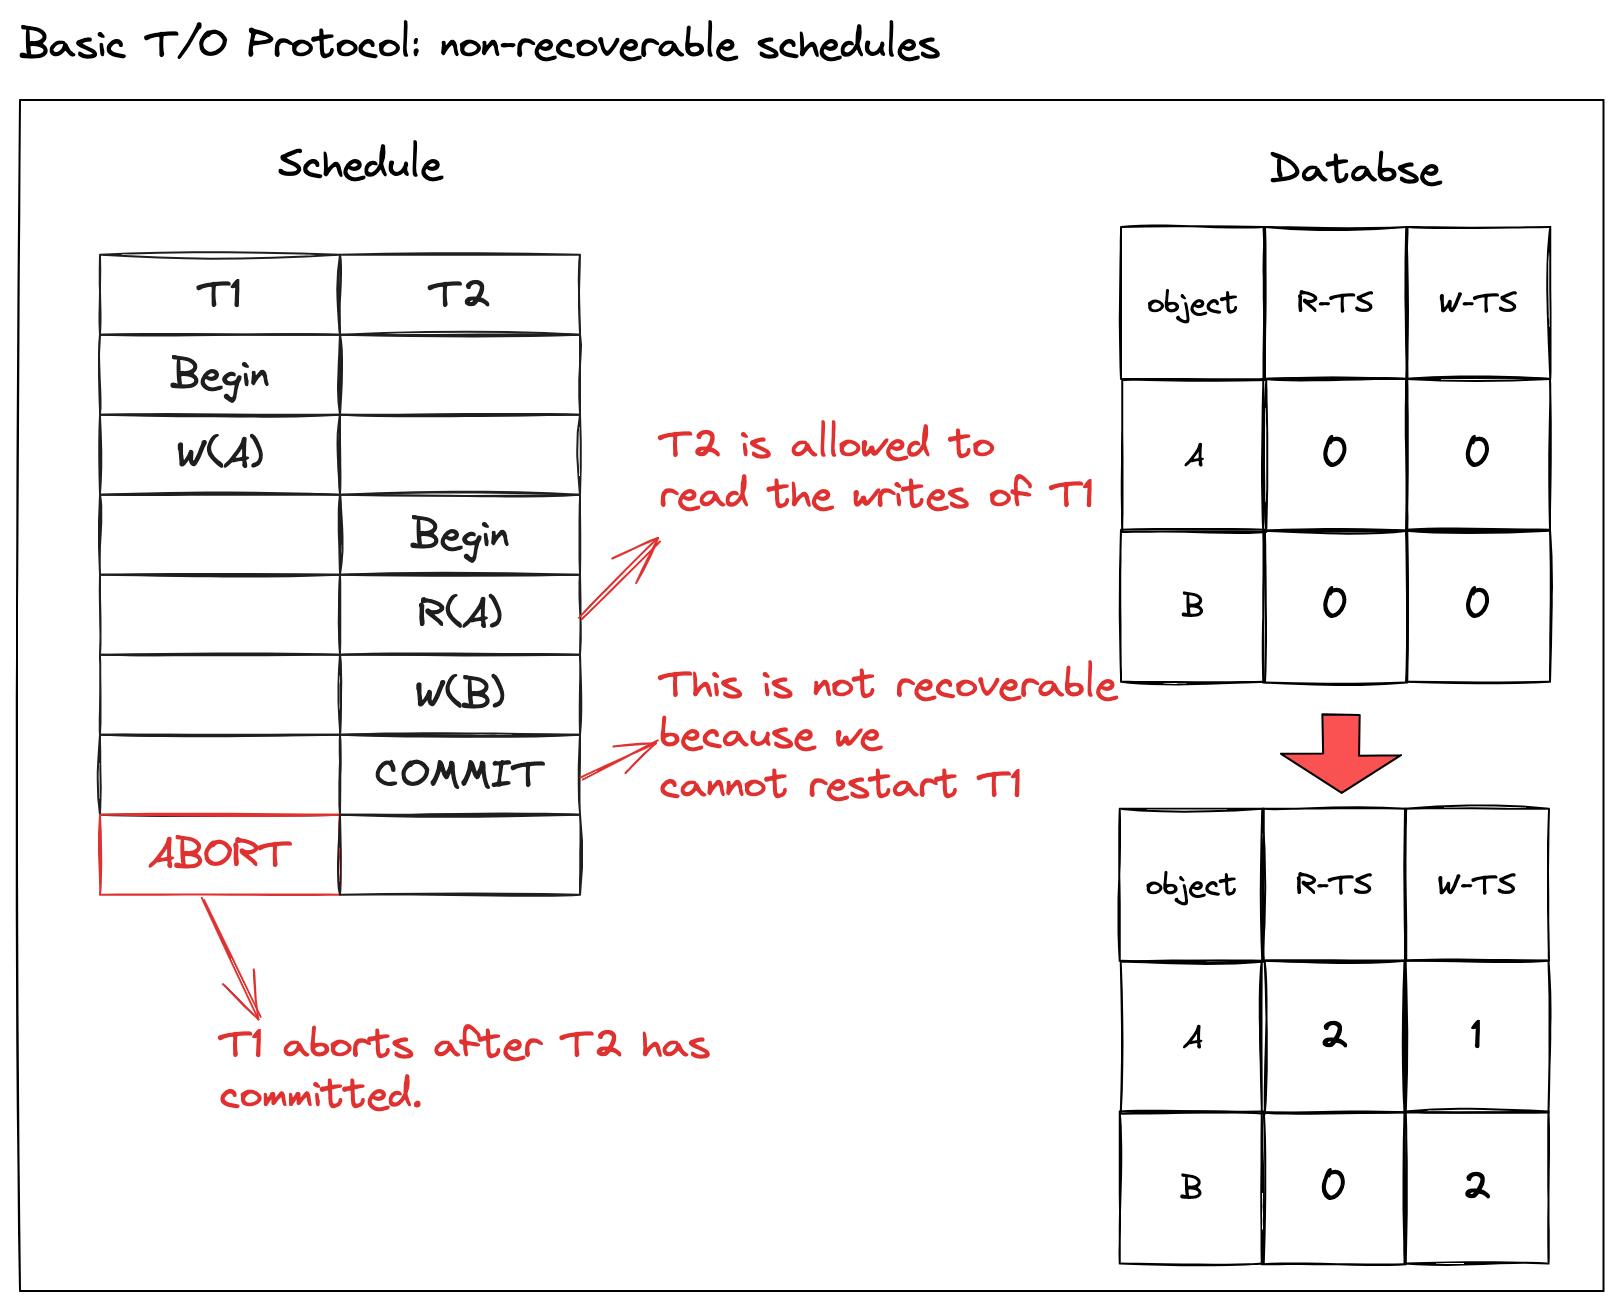 Basic T/O Protocol: non-recoverable schedules
Schedule
T1 T2
Begin
W(A)
Begin
R(A)
W(B)
COMMIT
ABORT
T2 is allowed to
read the writes of T1
This is not recoverable
because we
cannot restart T1
T1 aborts after T2 has
committed.
Databse
object R-TS W-TS
A 0 0
B 0 0
object R-TS W-TS
A 2 1
B 0 2